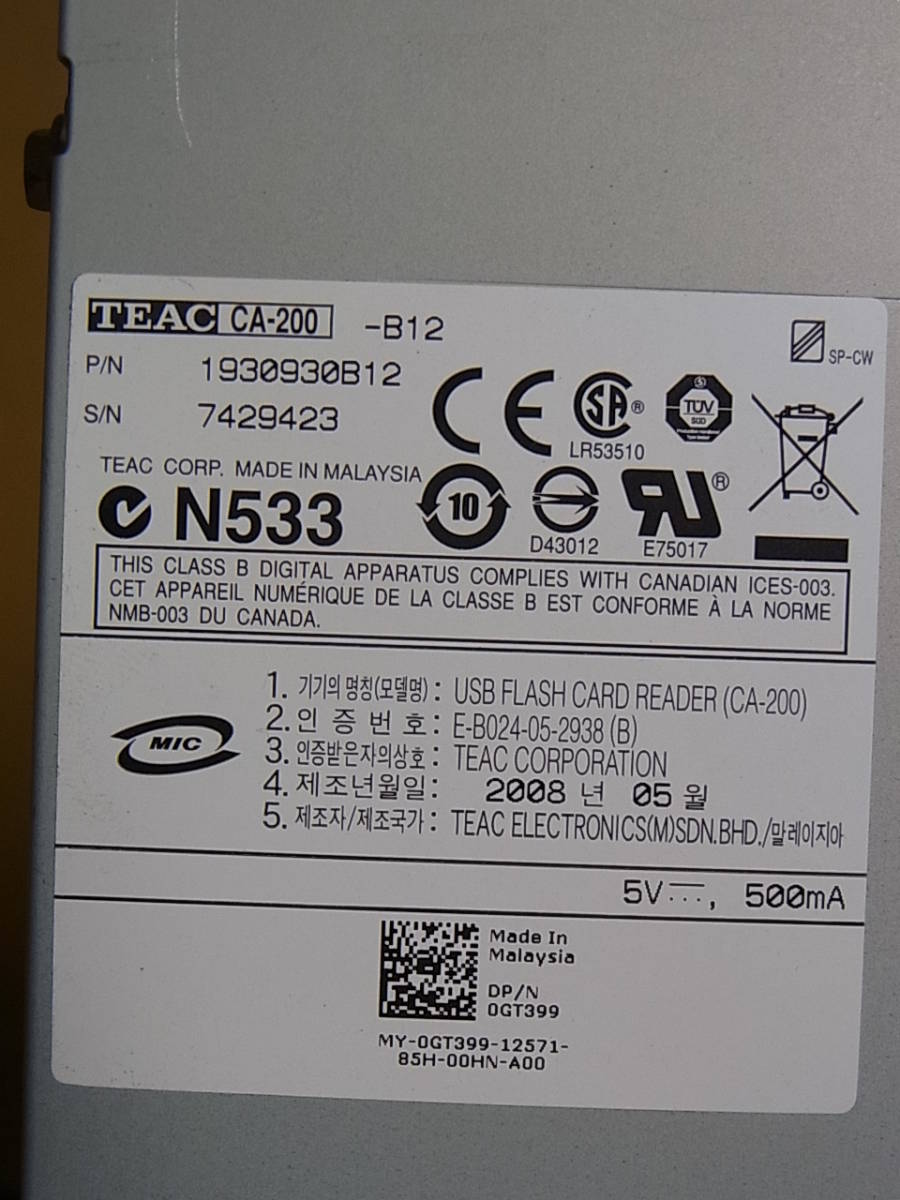 TEAC CA-200 -B12
SP-CW
P/N 1930930B12
S/N 7429423
LR53510
TÜV
SÜD
TEAC CORP. MADE IN MALAYSIA
N533
10
D43012
E75017
THIS CLASS B DIGITAL APPARATUS COMPLIES WITH CANADIAN ICES-003.
CET APPAREIL NUMÉRIQUE DE LA CLASSE B EST CONFORME À LA NORME
NMB-003 DU CANADA.
MIC
1. 기기의 명칭(모델명) : USB FLASH CARD READER (CA-200)
2. 인 증 번 호 : E-B024-05-2938 (B)
3. 인증받은자의상호 : TEAC CORPORATION
4. 제조년월일 : 2008 년 05 월
5. 제조자/제조국가 : TEAC ELECTRONICS(M)SDN.BHD./말레이지아
5V⎓, 500mA
Made In
Malaysia
DP/N
0GT399
MY-0GT399-12571-
85H-00HN-A00